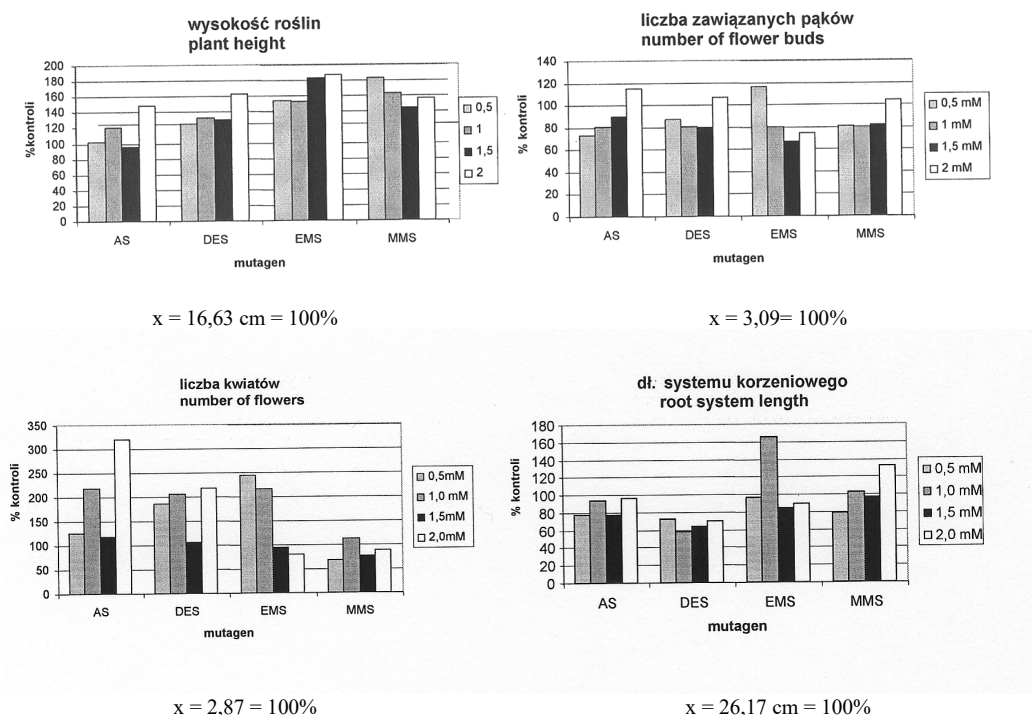 wysokość roślin
plant height
%kontroli
200
180
160
140
120
100
80
60
40
20
0
AS DES EMS MMS
mutagen
0,5
1
1,5
2
x = 16,63 cm = 100%
liczba zawiązanych pąków
number of flower buds
% kontroli
140
120
100
80
60
40
20
0
AS DES EMS MMS
mutagen
0,5 mM
1 mM
1,5 mM
2 mM
x = 3,09= 100%
liczba kwiatów
number of flowers
% kontroli
350
300
250
200
150
100
50
0
AS DES EMS MMS
mutagen
0,5mM
1,0 mM
1,5mM
2,0mM
x = 2,87 = 100%
dł. systemu korzeniowego
root system length
% kontroli
180
160
140
120
100
80
60
40
20
0
AS DES EMS MMS
mutagen
0,5 mM
1,0 mM
1,5 mM
2,0 mM
x = 26,17 cm = 100%